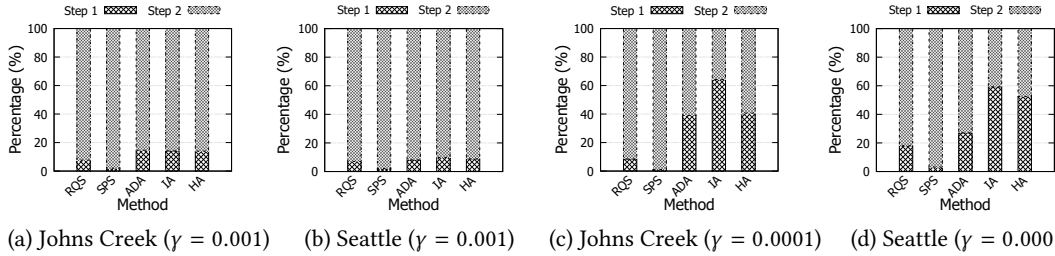 Step 1 Step 2
Percentage (%)
100
80
60
40
20
0
RQS SPS ADA IA HA
Method
(a) Johns Creek (γ = 0.001)
Step 1 Step 2
Percentage (%)
100
80
60
40
20
0
RQS SPS ADA IA HA
Method
(b) Seattle (γ = 0.001)
Step 1 Step 2
Percentage (%)
100
80
60
40
20
0
RQS SPS ADA IA HA
Method
(c) Johns Creek (γ = 0.0001)
Step 1 Step 2
Percentage (%)
100
80
60
40
20
0
RQS SPS ADA IA HA
Method
(d) Seattle (γ = 0.000